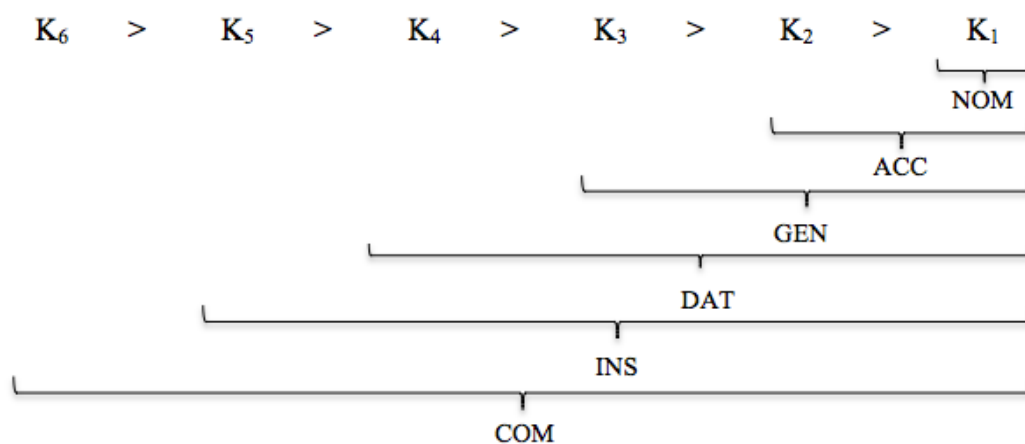 K₆ > K₅ > K₄ > K₃ > K₂ > K₁
NOM
ACC
GEN
DAT
INS
COM